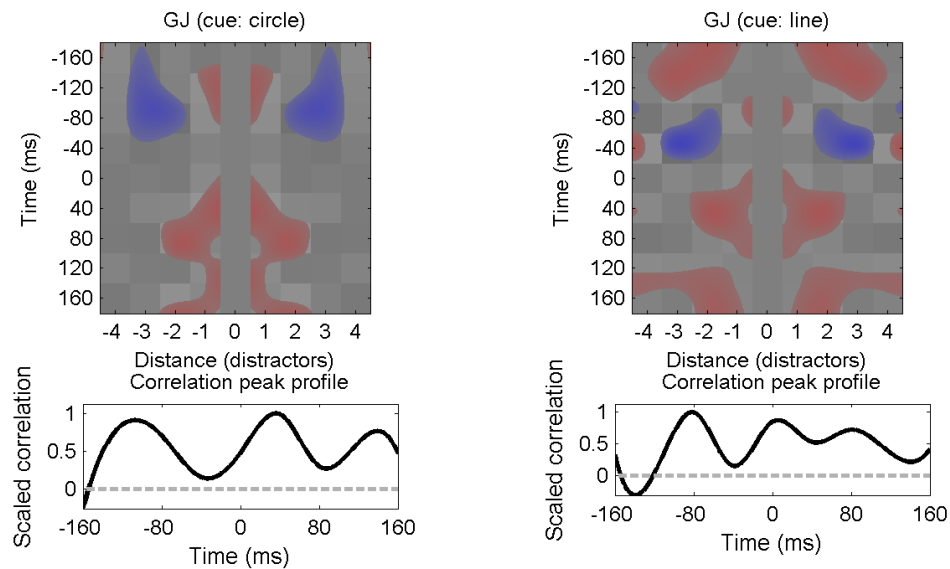 GJ (cue: circle)
-160
-120
-80
-40
0
40
80
120
160
Time (ms)
-4 -3 -2 -1 0 1 2 3 4
Distance (distractors)
Correlation peak profile
1
0.5
0
Scaled correlation
-160 -80 0 80 160
Time (ms)
GJ (cue: line)
-160
-120
-80
-40
0
40
80
120
160
Time (ms)
-4 -3 -2 -1 0 1 2 3 4
Distance (distractors)
Correlation peak profile
1
0.5
0
Scaled correlation
-160 -80 0 80 160
Time (ms)